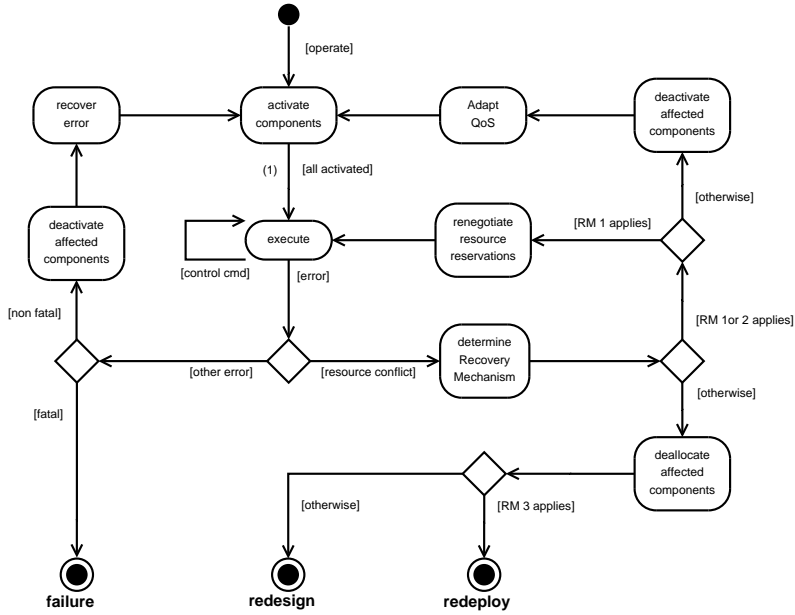 [operate]
recover
error
activate
components
Adapt
QoS
deactivate
affected
components
(1)
[all activated]
[otherwise]
deactivate
affected
components
execute
renegotiate
resource
reservations
[RM 1 applies]
[control cmd]
[error]
[non fatal]
[RM 1or 2 applies]
determine
Recovery
Mechanism
[other error]
[resource conflict]
[otherwise]
[fatal]
deallocate
affected
components
[otherwise]
[RM 3 applies]
failure
redesign
redeploy